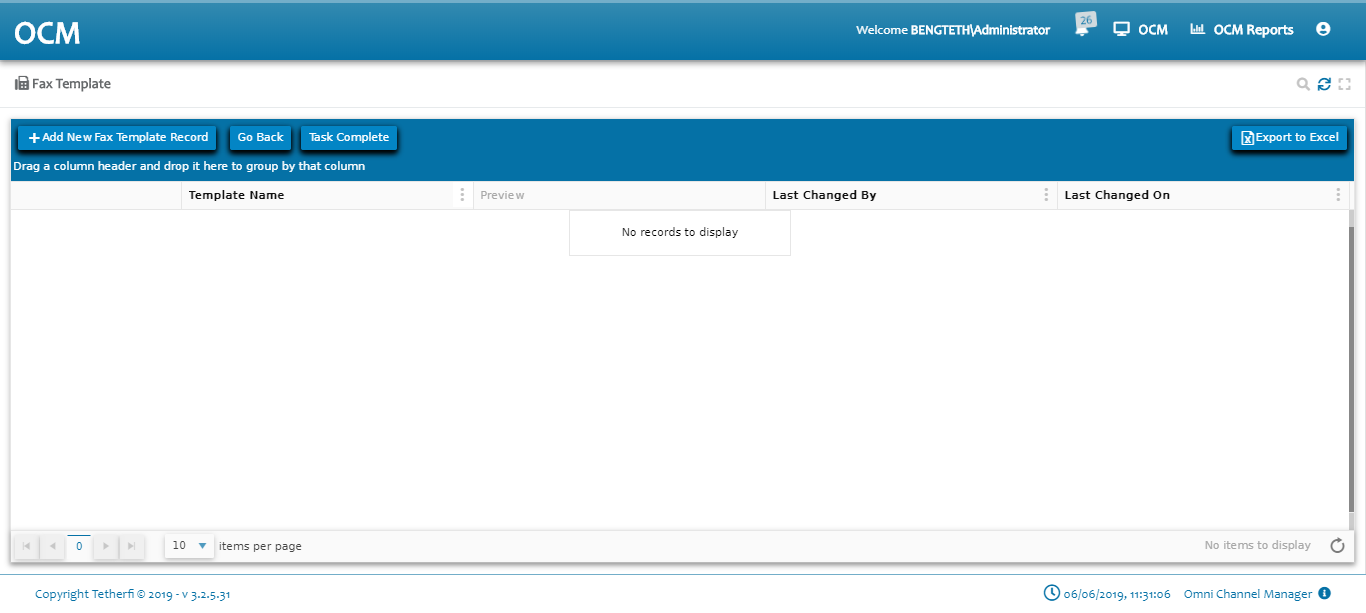 OCM
Welcome BENGTETH\Administrator
26
OCM
OCM Reports
Fax Template
Add New Fax Template Record
Go Back
Task Complete
Export to Excel
Drag a column header and drop it here to group by that column
Template Name
Preview
Last Changed By
Last Changed On
No records to display
0
10
items per page
No items to display
Copyright Tetherfi © 2019 - v 3.2.5.31
06/06/2019, 11:31:06
Omni Channel Manager